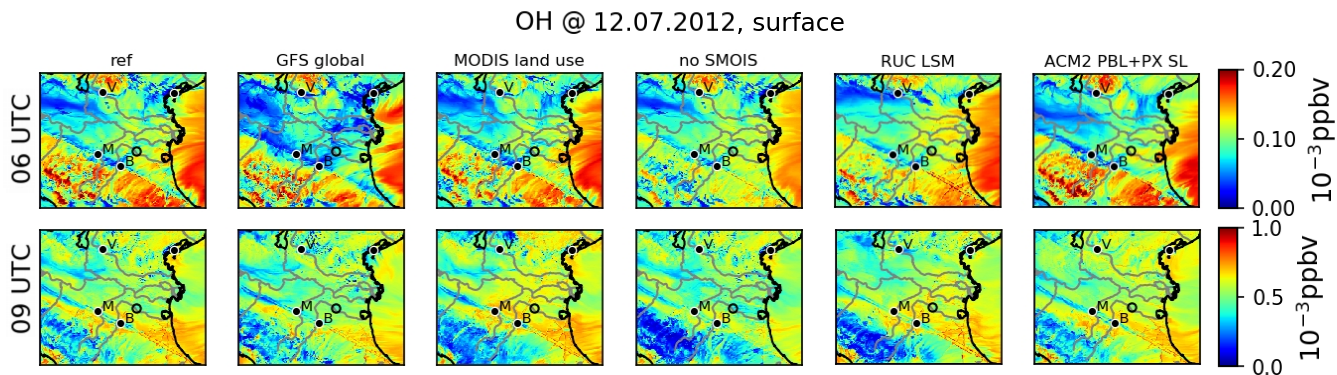 OH @ 12.07.2012, surface
ref GFS global MODIS land use no SMOIS RUC LSM ACM2 PBL+PX SL
06 UTC
V V V V V V
M M M M M M
B B B B B B
0.20
0.10
0.00
10⁻³ppbv
09 UTC
V V V V V V
M M M M M M
B B B B B B
1.0
0.5
0.0
10⁻³ppbv